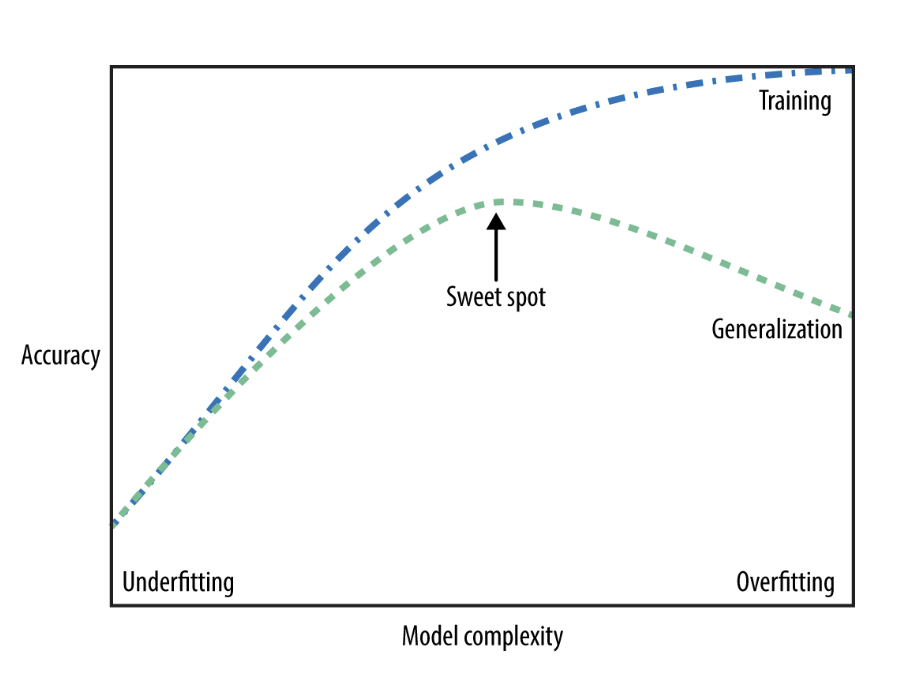 Training
Sweet spot
Generalization
Accuracy
Underfitting
Overfitting
Model complexity